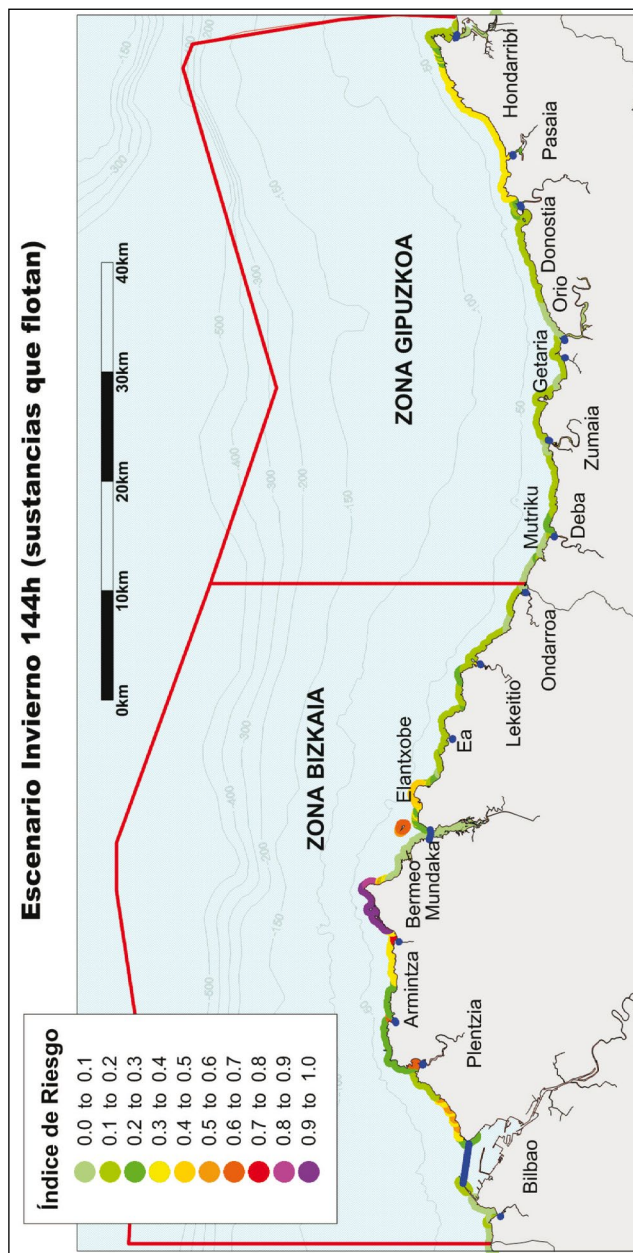 Escenario Invierno 144h (sustancias que flotan)
Índice de Riesgo
0.0 to 0.1
0.1 to 0.2
0.2 to 0.3
0.3 to 0.4
0.4 to 0.5
0.5 to 0.6
0.6 to 0.7
0.7 to 0.8
0.8 to 0.9
0.9 to 1.0
0km 10km 20km 30km 40km
ZONA BIZKAIA
ZONA GIPUZKOA
Bilbao
Plentzia
Armintza
Bermeo
Mundaka
Elantxobe
Ea
Lekeitio
Ondarroa
Mutriku
Deba
Zumaia
Getaria
Orio
Donostia
Pasaia
Hondarribi